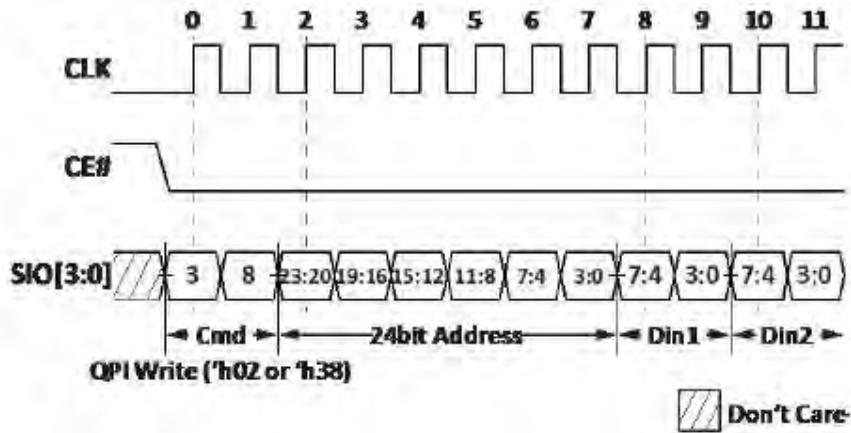 0 1 2 3 4 5 6 7 8 9 10 11
CLK
CE#
SIO[3:0] 3 8 23:20 19:16 15:12 11:8 7:4 3:0 7:4 3:0 7:4 3:0
Cmd 24bit Address Din1 Din2
QPI Write ('h02 or 'h38)
Don't Care